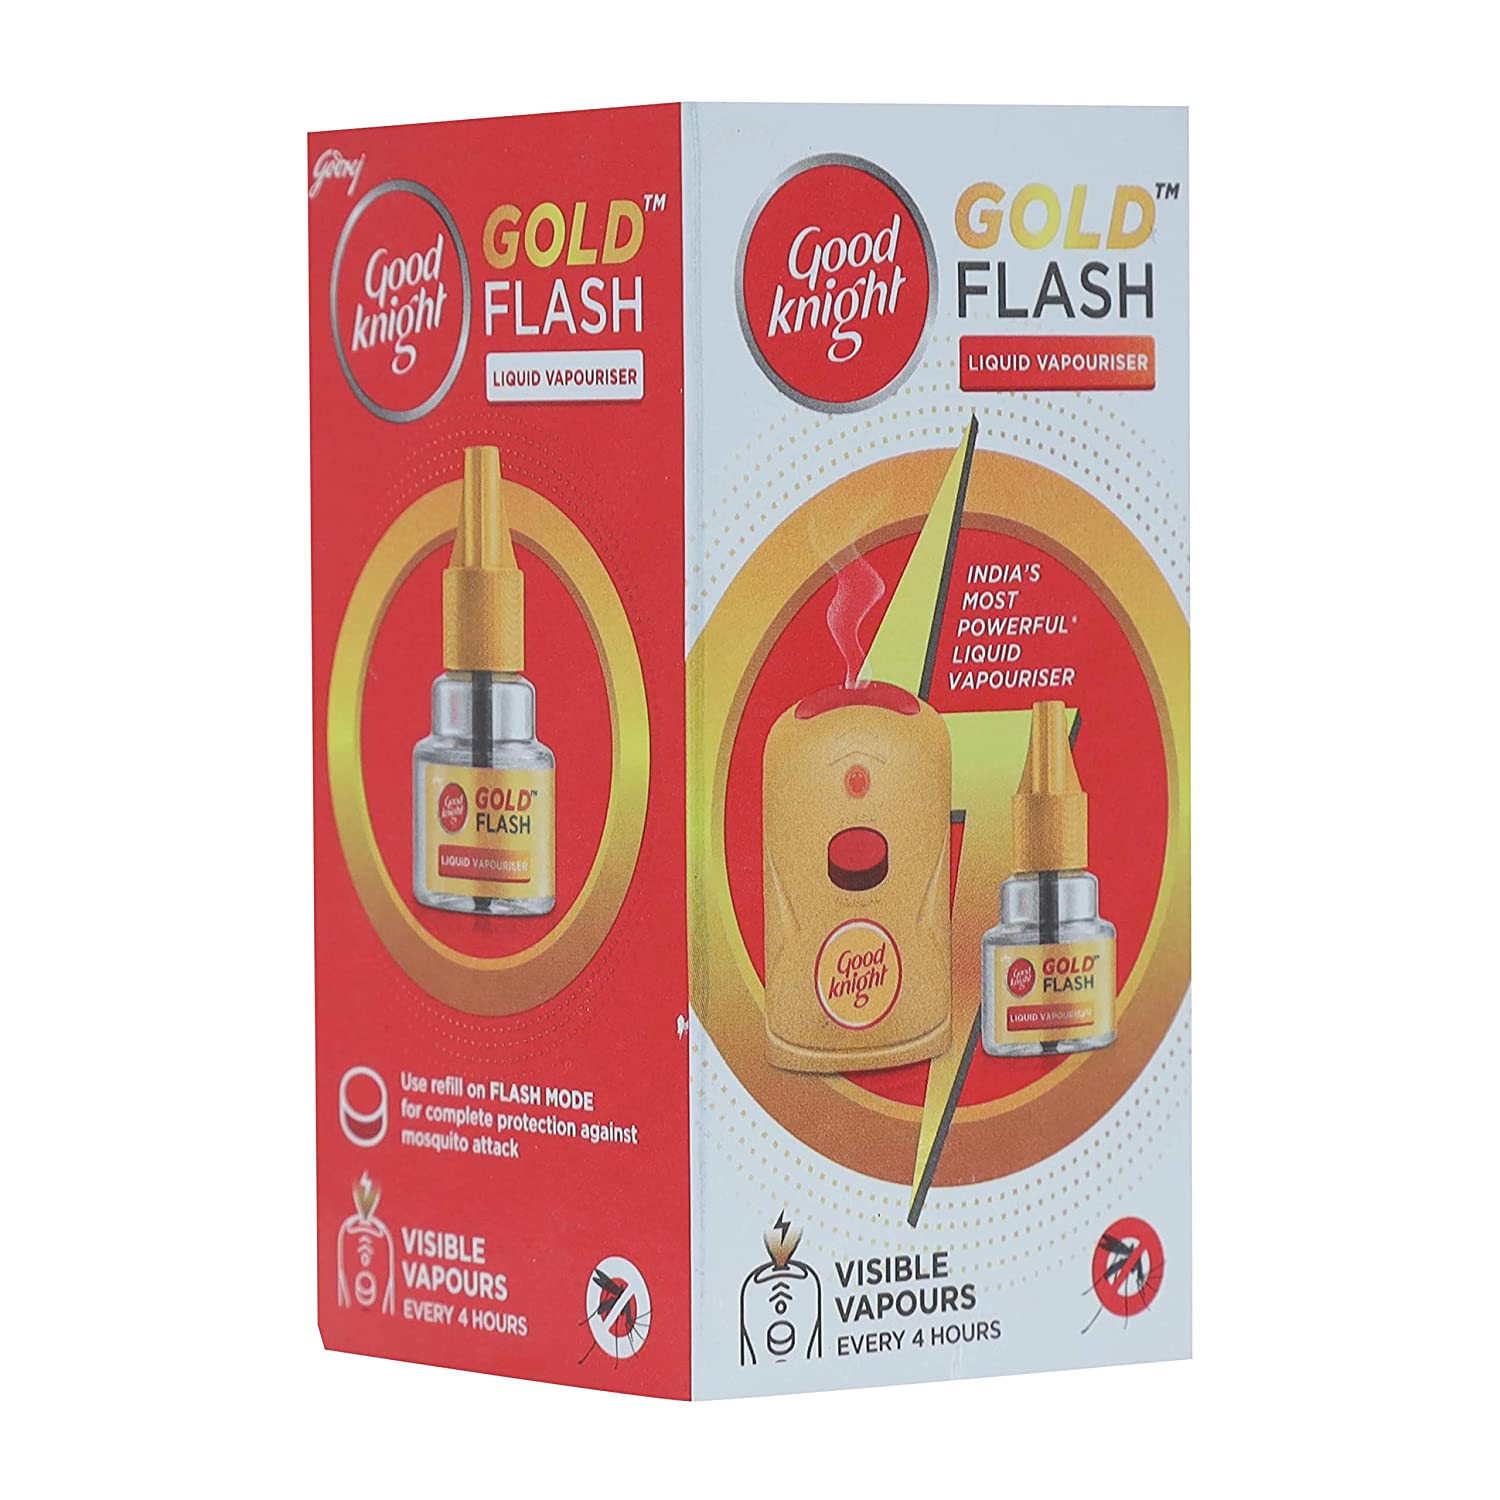 Godrej
Good
knight
GOLD™
FLASH
LIQUID VAPOURISER
Good
knight
GOLD™
FLASH
LIQUID VAPOURISER
Use refill on FLASH MODE
for complete protection against
mosquito attack
VISIBLE
VAPOURS
EVERY 4 HOURS
Good
knight
GOLD™
FLASH
LIQUID VAPOURISER
INDIA'S
MOST
POWERFUL*
LIQUID
VAPOURISER
Good
knight
Good
knight
GOLD™
FLASH
LIQUID VAPOURISER
VISIBLE
VAPOURS
EVERY 4 HOURS